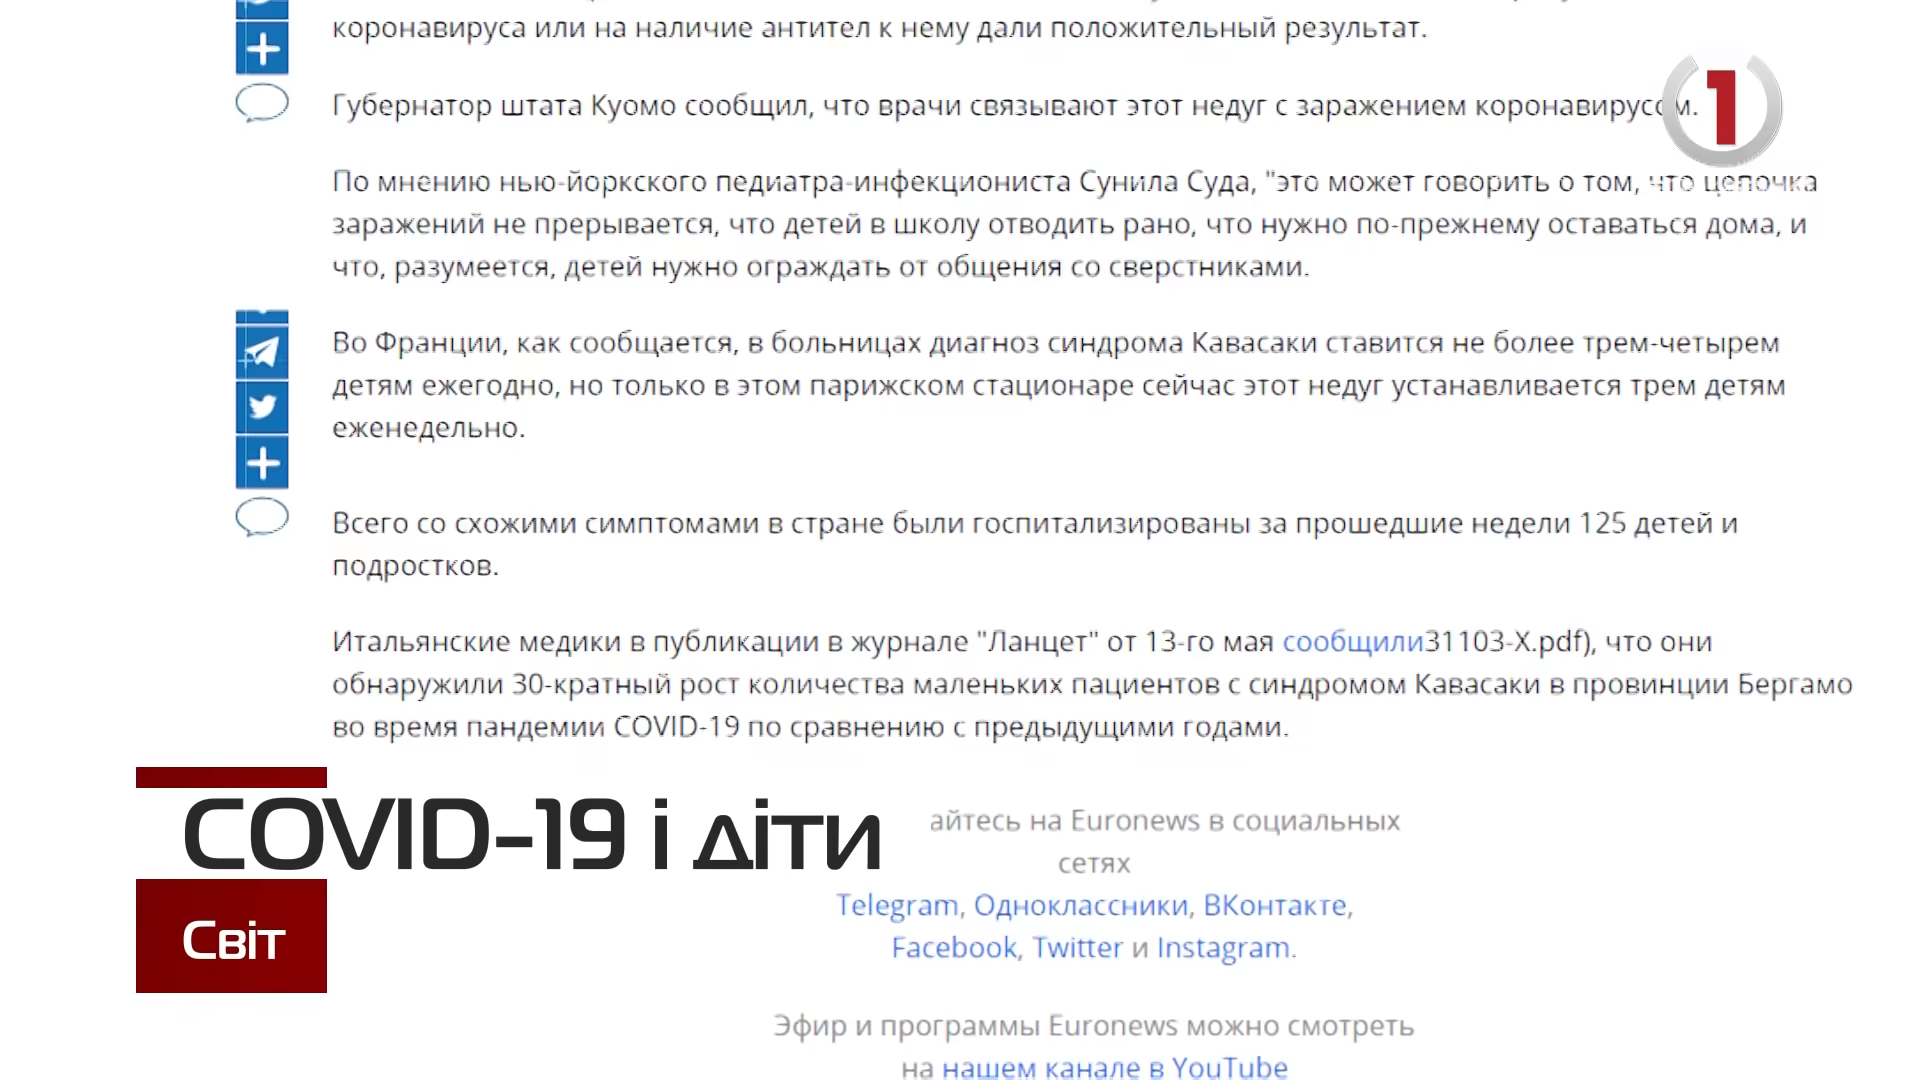 коронавируса или на наличие антител к нему дали положительный результат.
Губернатор штата Куомо сообщил, что врачи связывают этот недуг с заражением коронавирусом.
1
По мнению нью-йоркского педиатра-инфекциониста Сунила Суда, "это может говорить о том, что цепочка
заражений не прерывается, что детей в школу отводить рано, что нужно по-прежнему оставаться дома, и
что, разумеется, детей нужно ограждать от общения со сверстниками.
Во Франции, как сообщается, в больницах диагноз синдрома Кавасаки ставится не более трем-четырем
детям ежегодно, но только в этом парижском стационаре сейчас этот недуг устанавливается трем детям
еженедельно.
Всего со схожими симптомами в стране были госпитализированы за прошедшие недели 125 детей и
подростков.
Итальянские медики в публикации в журнале "Ланцет" от 13-го мая сообщили31103-X.pdf), что они
обнаружили 30-кратный рост количества маленьких пациентов с синдромом Кавасаки в провинции Бергамо
во время пандемии COVID-19 по сравнению с предыдущими годами.
COVID-19 і діти
Світ
айтесь на Euronews в социальных
сетях
Telegram, Одноклассники, ВКонтакте,
Facebook, Twitter и Instagram.
Эфир и программы Euronews можно смотреть
на нашем канале в YouTube